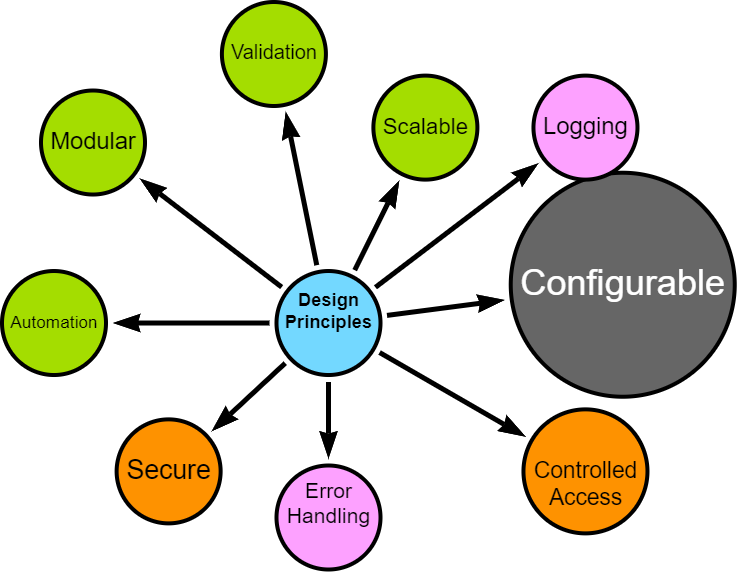 Validation
Scalable
Logging
Modular
Configurable
Design
Principles
Automation
Secure
Controlled
Access
Error
Handling